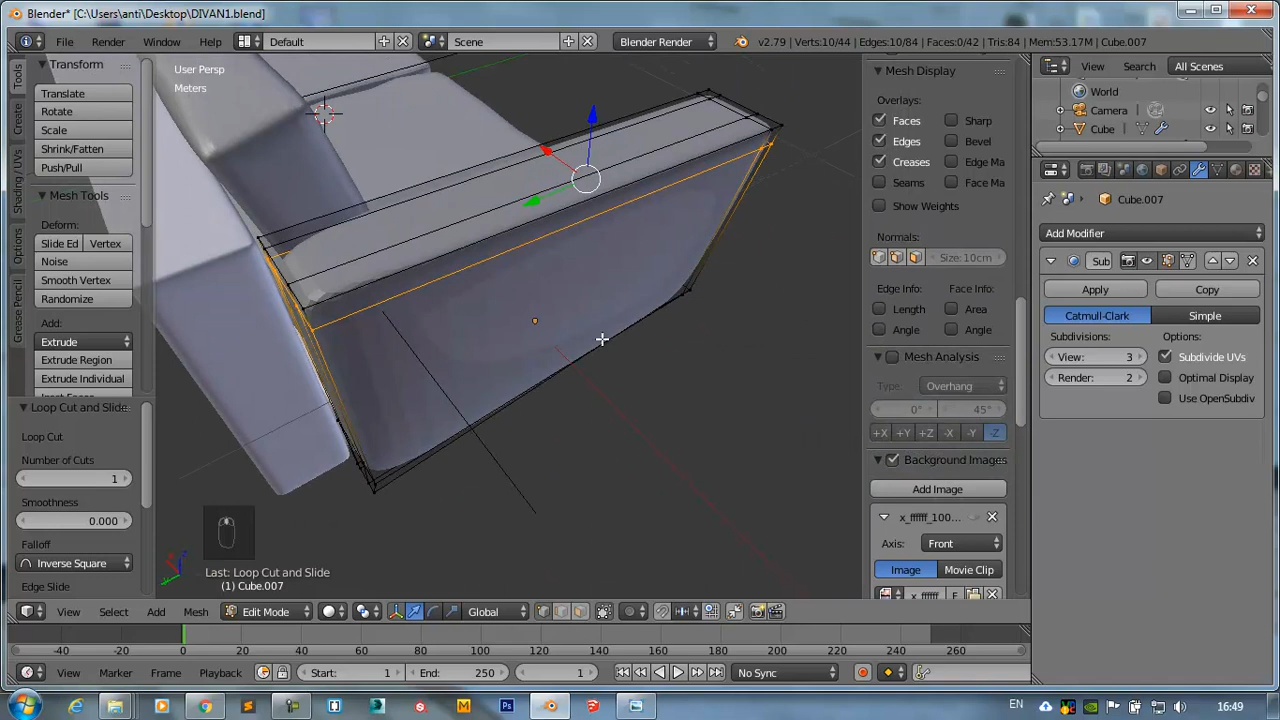 Blender* [C:\Users\anti\Desktop\DIVAN1.blend]
File Render Window Help Default Scene Blender Render v2.79 | Verts:10/44 | Edges:10/84 | Faces:0/42 | Tris:84 | Mem:53.17M | Cube.007
Tools
Create
Shading / UVs
Options
Grease Pencil
Transform
Translate
Rotate
Scale
Shrink/Fatten
Push/Pull
Mesh Tools
Deform:
Slide Ed Vertex
Noise
Smooth Vertex
Randomize
Add:
Extrude
Extrude Region
Extrude Individual
Loop Cut and Slide
Loop Cut
Number of Cuts
1
Smoothness
0.000
Falloff
Inverse Square
Edge Slide
User Persp
Meters
Last: Loop Cut and Slide
(1) Cube.007
Mesh Display
Overlays:
Faces Sharp
Edges Bevel
Creases Edge Ma
Seams Face Ma
Show Weights
Normals:
Size: 10cm
Edge Info: Face Info:
Length Area
Angle Angle
Mesh Analysis
Type: Overhang
0° 45°
+X +Y +Z -X -Y -Z
Background Images
Add Image
x_ffffff_100...
Axis: Front
Image Movie Clip
x_ffffff F
View Search All Scenes
World
Camera
Cube
Cube.007
Add Modifier
Sub
Apply Copy
Catmull-Clark Simple
Subdivisions: Options:
View: 3 Subdivide UVs
Render: 2 Optimal Display
Use OpenSubdiv
View Select Add Mesh Edit Mode Global
-40 -20 0 20 40 60 80 100 120 140 160 180 200 220 240 260
View Marker Frame Playback Start: 1 End: 250 1 No Sync
EN 16:49